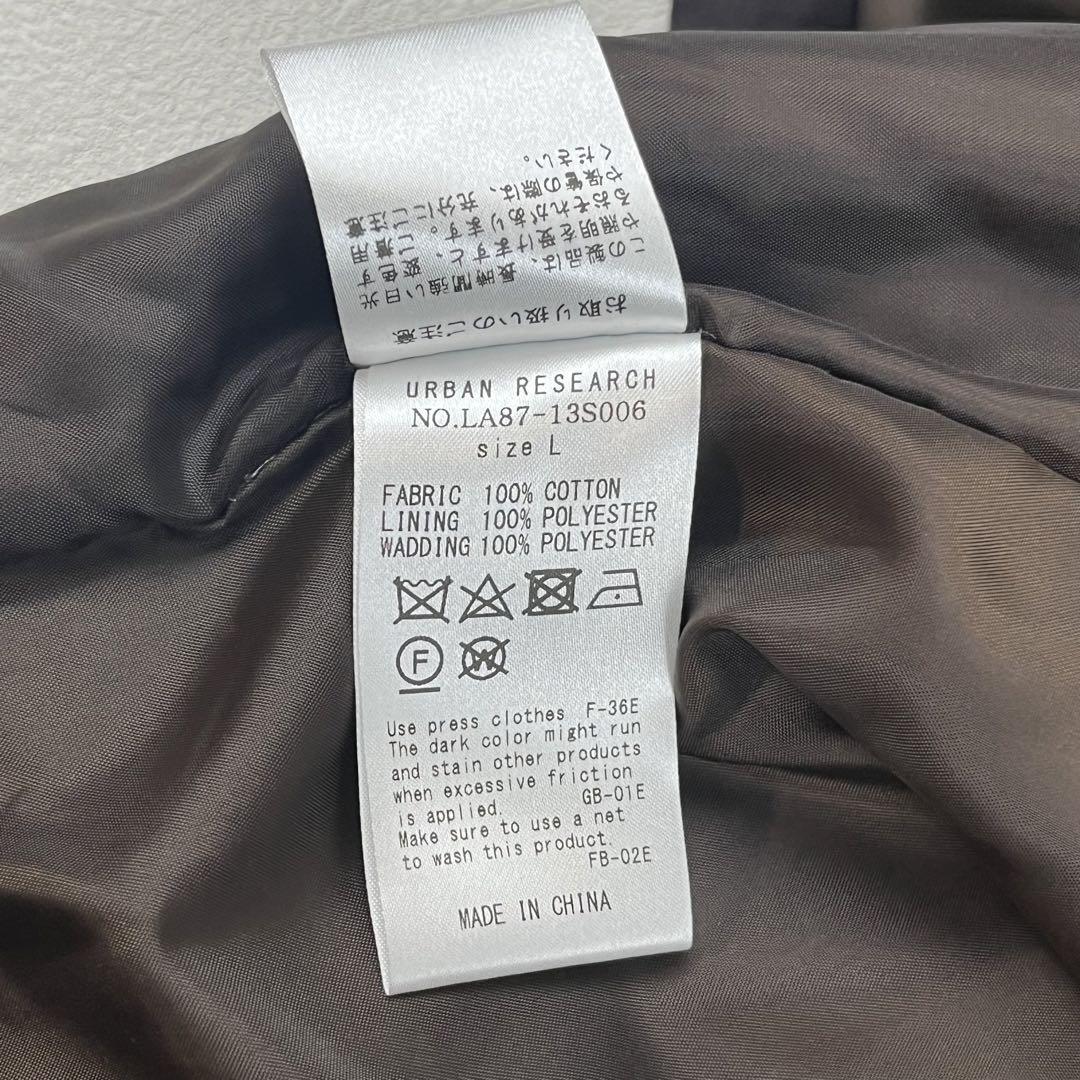 お取り扱いのご注意
この製品は、長時間強い日光
や照明を受けますと、変色す
るおそれがあります。ご着用
や保管の際は、充分にご注意
ください。
URBAN RESEARCH
NO.LA87-13S006
size L
FABRIC 100% COTTON
LINING 100% POLYESTER
WADDING 100% POLYESTER
F W
Use press clothes F-36E
The dark color might run
and stain other products
when excessive friction
is applied. GB-01E
Make sure to use a net
to wash this product.
FB-02E
MADE IN CHINA